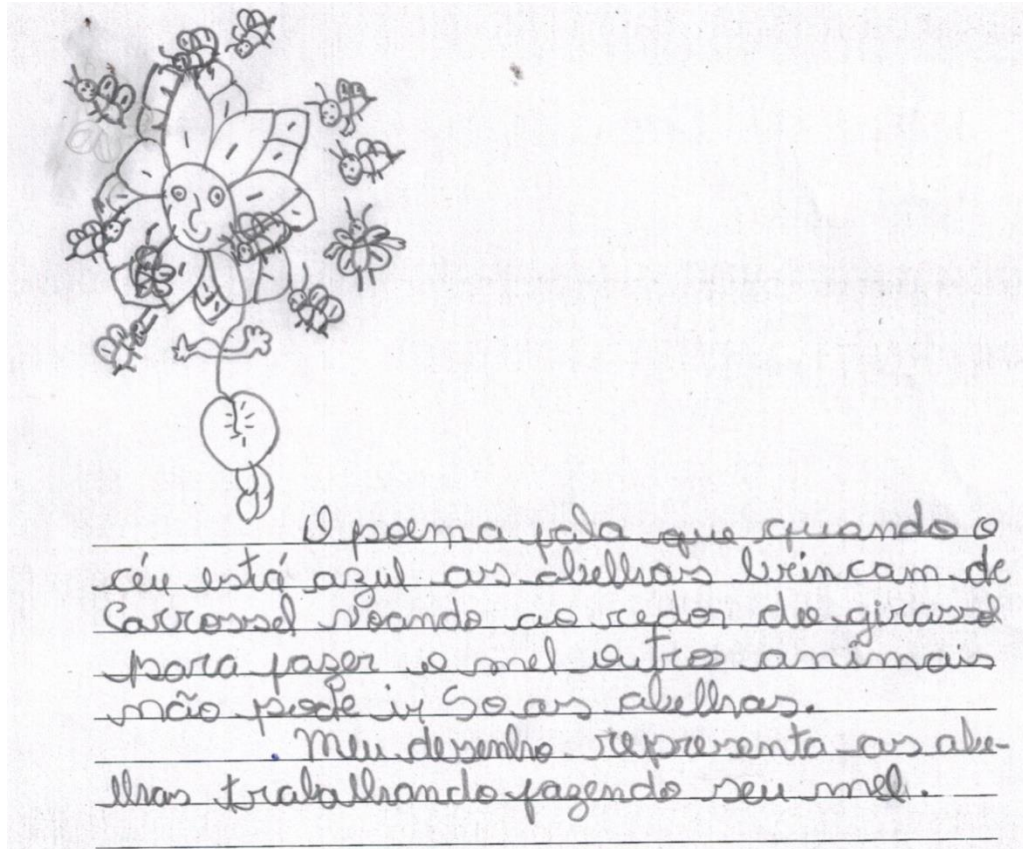 O poema fala que quando o
céu está azul as abelhas brincam de
Carrossel voando ao redor do girassol
para fazer o mel outros animais
não pode ir So as abelhas.
Meu desenho representa as abe-
lhas trabalhando fazendo seu mel.